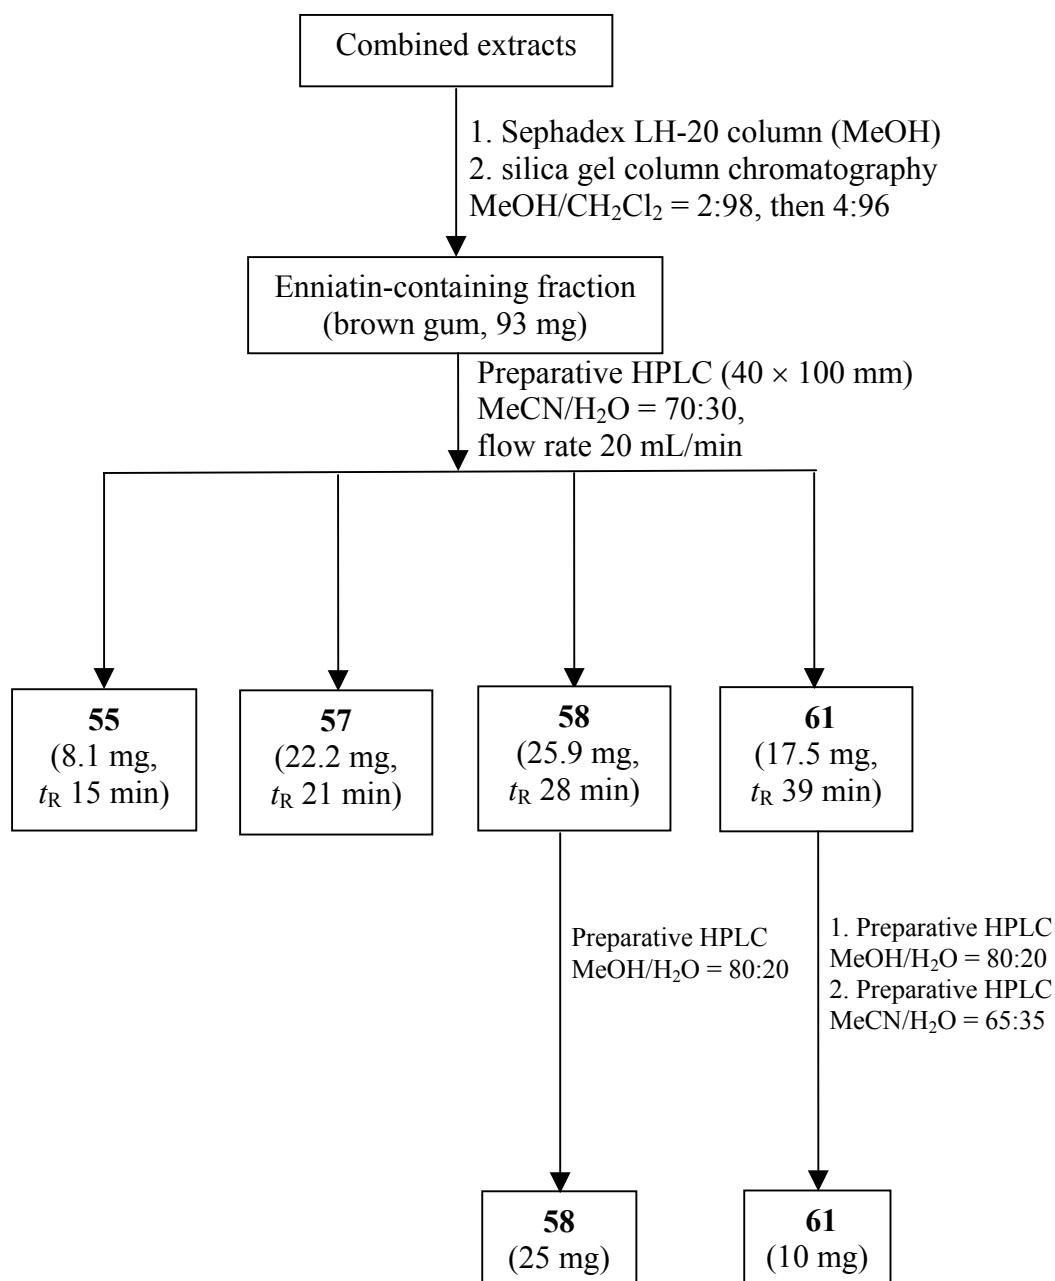 Combined extracts
1. Sephadex LH-20 column (MeOH)
2. silica gel column chromatography
MeOH/CH₂Cl₂ = 2:98, then 4:96
Enniatin-containing fraction
(brown gum, 93 mg)
Preparative HPLC (40 × 100 mm)
MeCN/H₂O = 70:30,
flow rate 20 mL/min
55
(8.1 mg,
tR 15 min)
57
(22.2 mg,
tR 21 min)
58
(25.9 mg,
tR 28 min)
61
(17.5 mg,
tR 39 min)
Preparative HPLC
MeOH/H₂O = 80:20
1. Preparative HPLC
MeOH/H₂O = 80:20
2. Preparative HPLC
MeCN/H₂O = 65:35
58
(25 mg)
61
(10 mg)